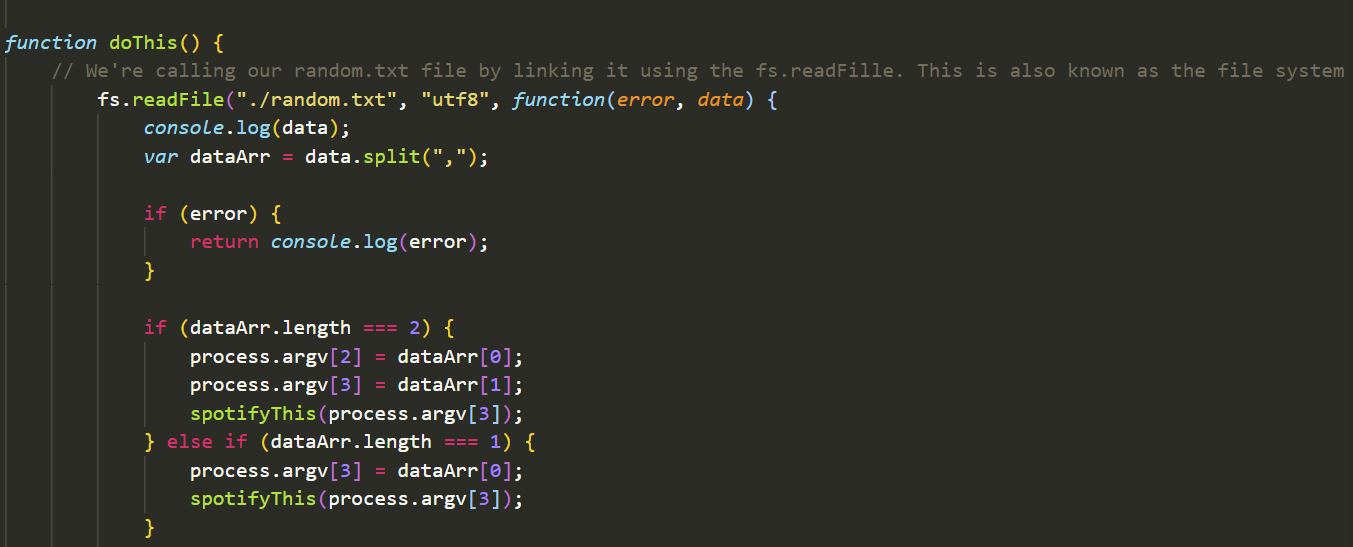 function doThis() {
// We're calling our random.txt file by linking it using the fs.readFille. This is also known as the file system
fs.readFile("./random.txt", "utf8", function(error, data) {
console.log(data);
var dataArr = data.split(",");
if (error) {
return console.log(error);
}
if (dataArr.length === 2) {
process.argv[2] = dataArr[0];
process.argv[3] = dataArr[1];
spotifyThis(process.argv[3]);
} else if (dataArr.length === 1) {
process.argv[3] = dataArr[0];
spotifyThis(process.argv[3]);
}